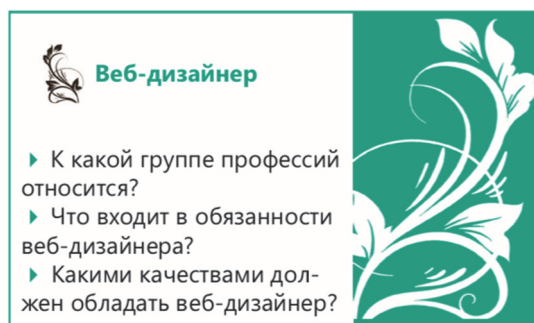 Веб-дизайнер
К какой группе профессий
относится?
Что входит в обязанности
веб-дизайнера?
Какими качествами дол-
жен обладать веб-дизайнер?